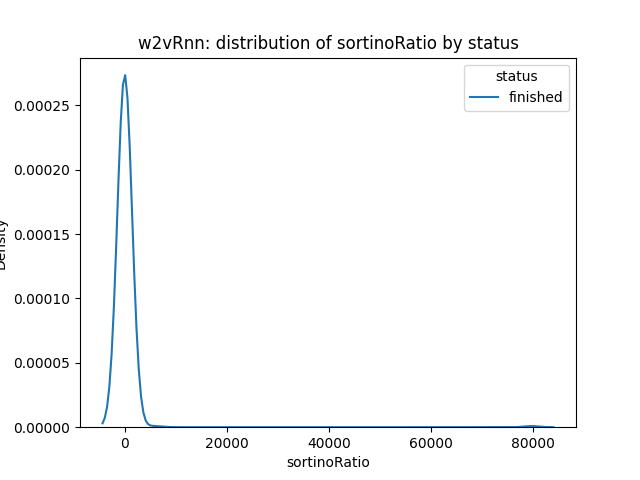 w2vRnn: distribution of sortinoRatio by status
status
finished
0.00025
0.00020
0.00015
0.00010
0.00005
0.00000
Density
0
20000
40000
60000
80000
sortinoRatio